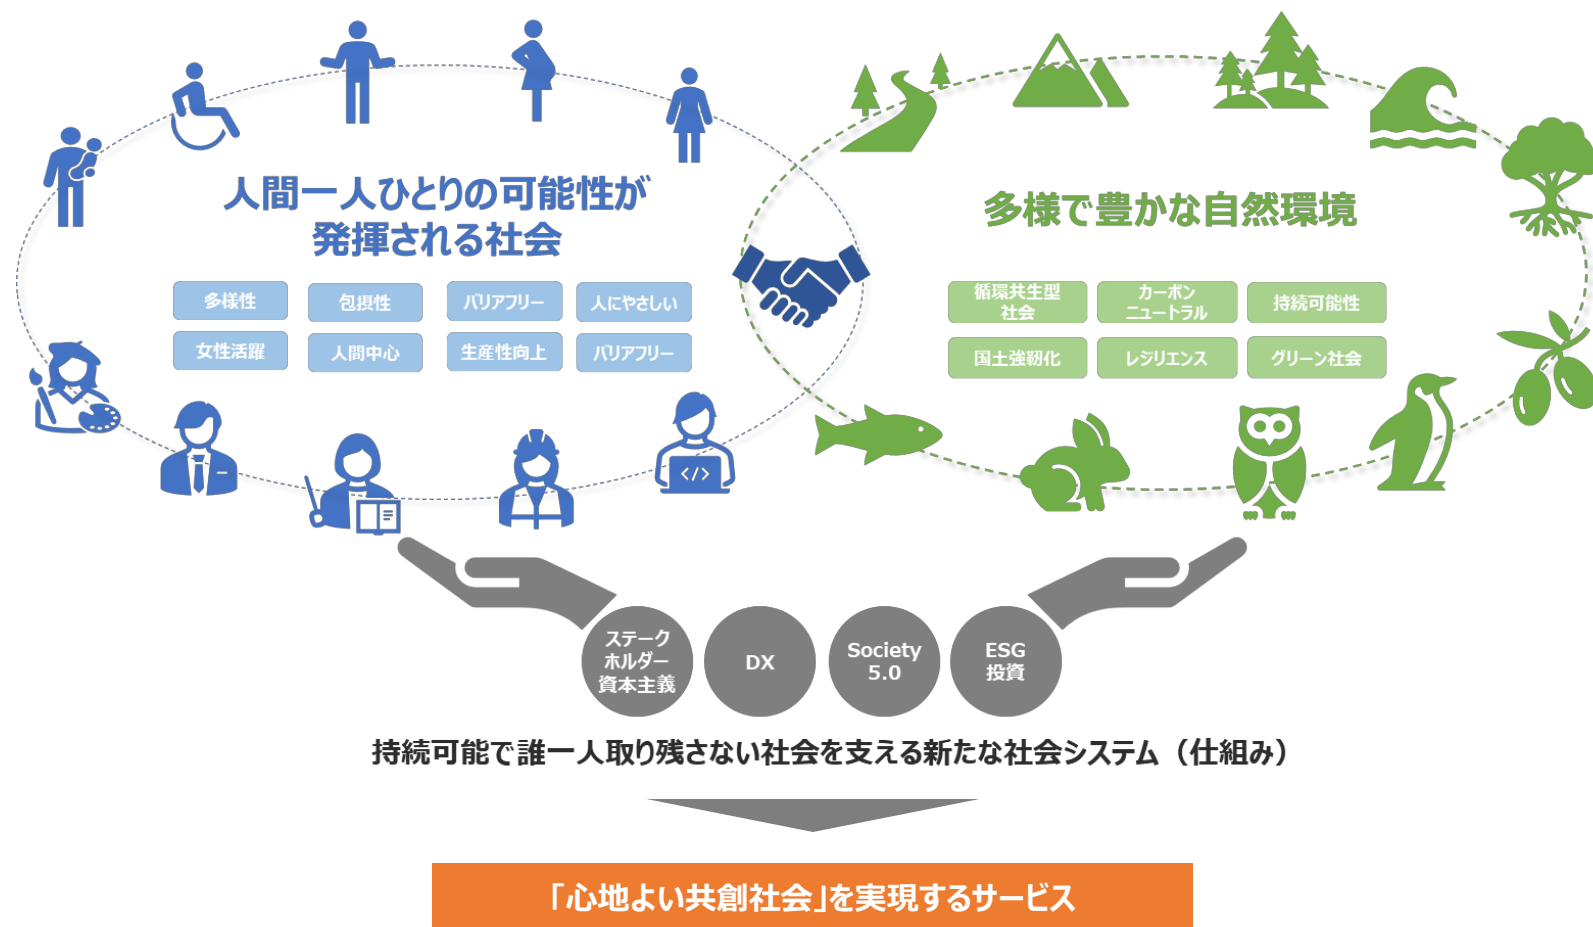 人間一人ひとりの可能性が
発揮される社会
多様性
包摂性
バリアフリー
人にやさしい
女性活躍
人間中心
生産性向上
バリアフリー
多様で豊かな自然環境
循環共生型
社会
カーボン
ニュートラル
持続可能性
国土強靭化
レジリエンス
グリーン社会
</>
ステーク
ホルダー
資本主義
DX
Society
5.0
ESG
投資
持続可能で誰一人取り残さない社会を支える新たな社会システム（仕組み）
「心地よい共創社会」を実現するサービス